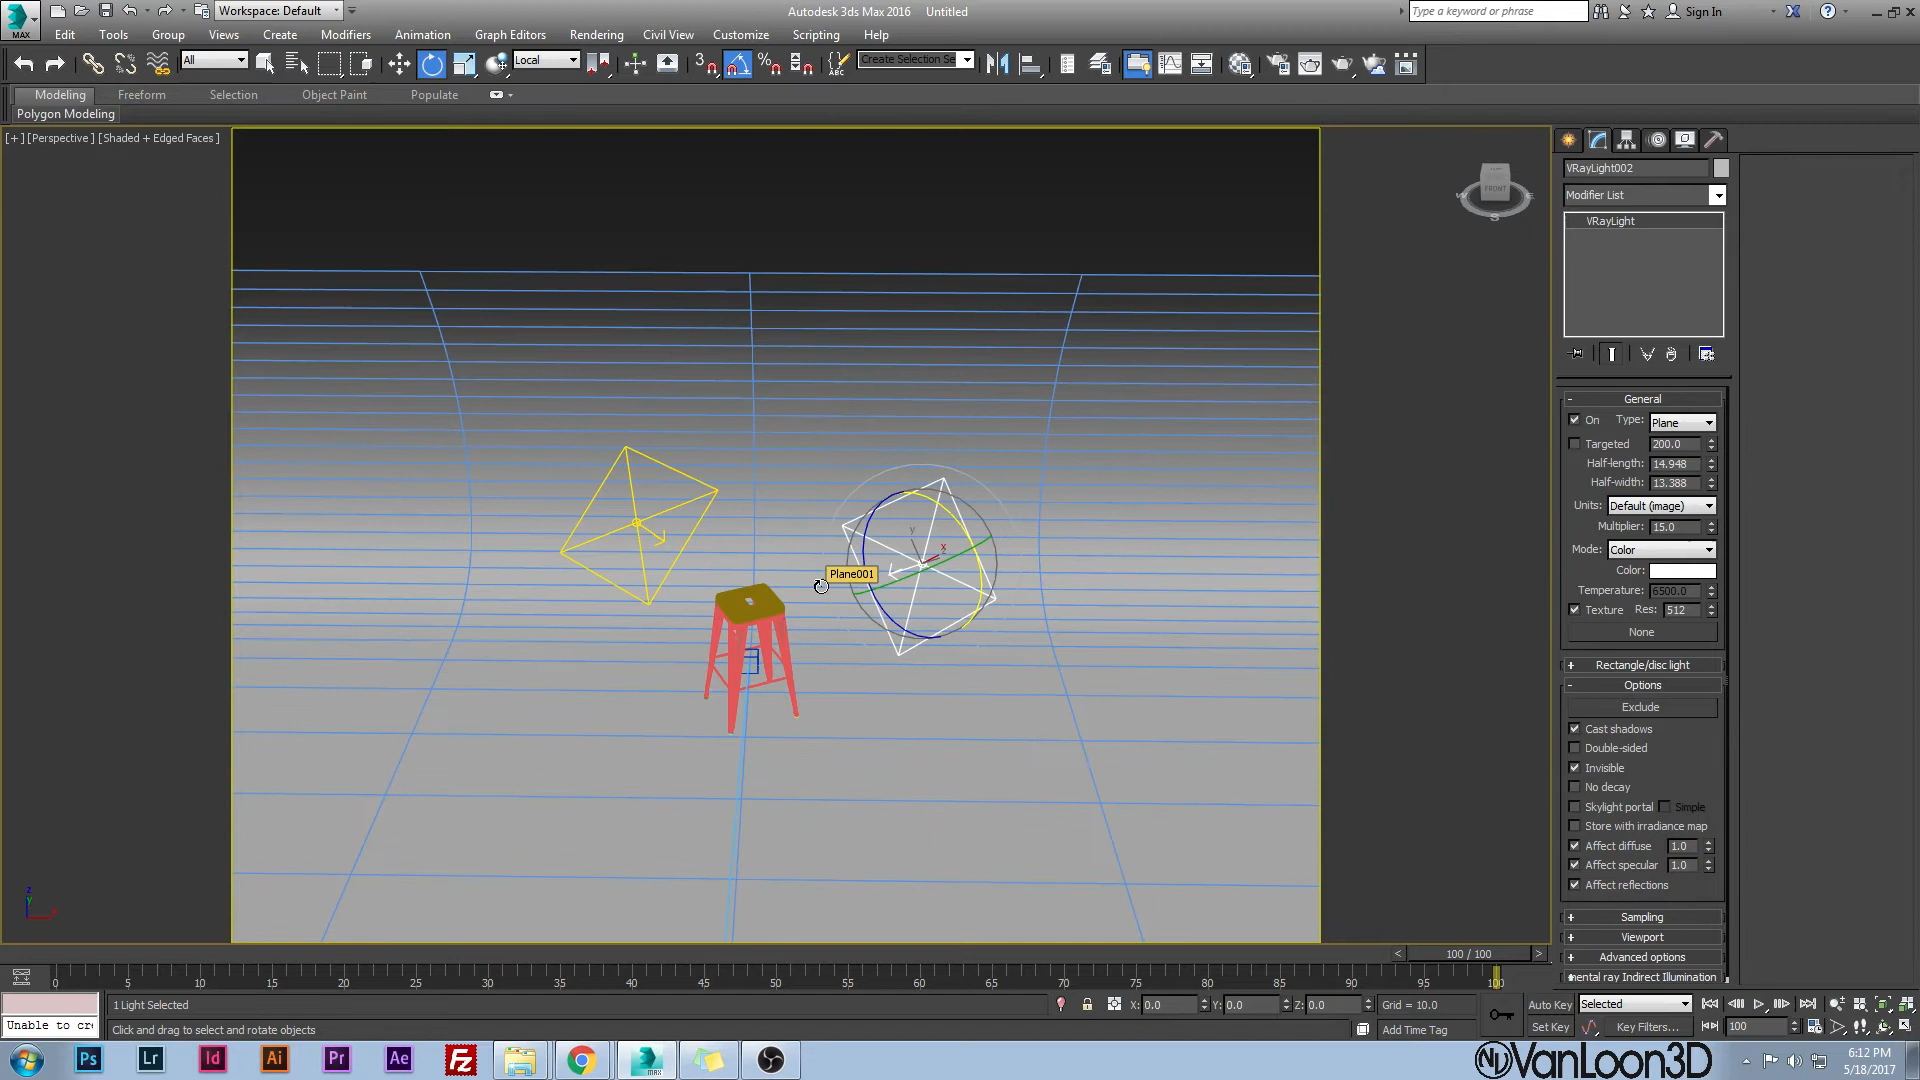 Workspace: Default
Autodesk 3ds Max 2016 Untitled
Type a keyword or phrase
Sign In
MAX
Edit Tools Group Views Create Modifiers Animation Graph Editors Rendering Civil View Customize Scripting Help
All
Local
3
ABC
Create Selection Se
Modeling Freeform Selection Object Paint Populate
Polygon Modeling
[+] [Perspective] [Shaded + Edged Faces]
FRONT
W E
S
VRayLight002
Modifier List
VRayLight
- General
On Type: Plane
Targeted 200.0
Half-length: 14.948
Half-width: 13.388
Units: Default (image)
Multiplier: 15.0
Mode: Color
Color:
Temperature: 6500.0
Texture Res: 512
None
+ Rectangle/disc light
- Options
Exclude
Cast shadows
Double-sided
Invisible
No decay
Skylight portal Simple
Store with irradiance map
Affect diffuse 1.0
Affect specular 1.0
Affect reflections
+ Sampling
+ Viewport
+ Advanced options
mental ray Indirect Illumination
y
x
Plane001
z
y
x
< 100 / 100 >
0 5 10 15 20 25 30 35 40 45 50 55 60 65 70 75 80 85 90 95 100
1 Light Selected
X: 0.0 Y: 0.0 Z: 0.0 Grid = 10.0
Auto Key Selected
Unable to cre
Click and drag to select and rotate objects
Add Time Tag
Set Key Key Filters... 100
Ps Lr Id Ai Pr Ae Fz MAX
VanLoon3D
6:12 PM
5/18/2017